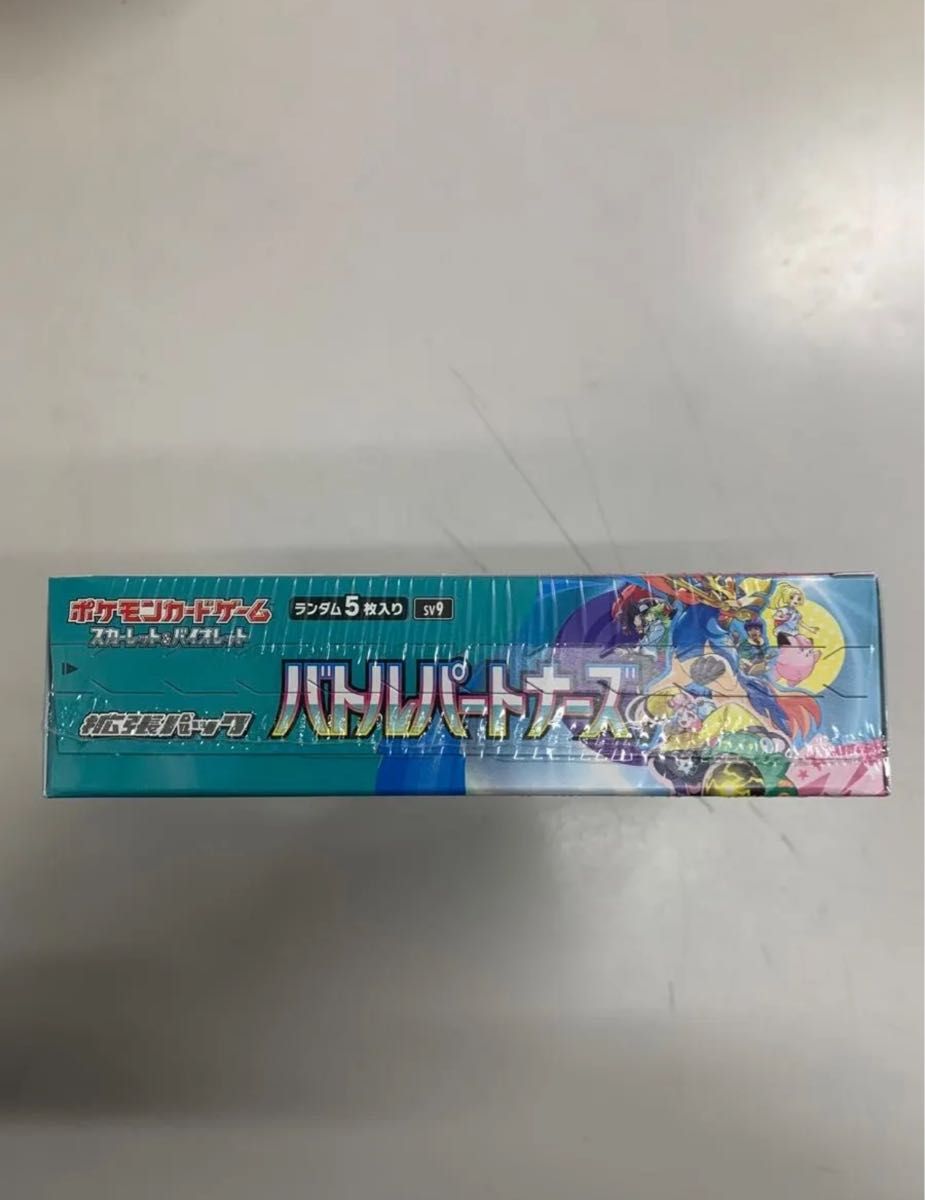 ポケモンカードゲーム
スカーレット&バイオレット
ランダム5枚入り
SV9
拡張パック
バトルパートナーズ